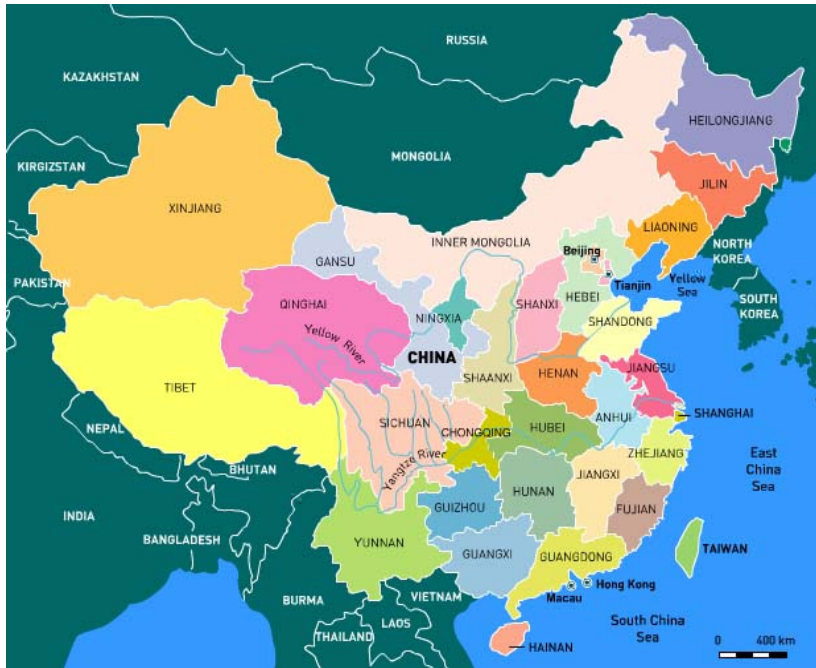 RUSSIA
KAZAKHSTAN
HEILONGJIANG
MONGOLIA
KIRGIZSTAN
JILIN
XINJIANG
LIAONING
INNER MONGOLIA
Beijing
NORTH
KOREA
GANSU
Tianjin
Yellow
Sea
PAKISTAN
QINGHAI
SHANXI
HEBEI
SOUTH
KOREA
NINGXIA
SHANDONG
Yellow River
CHINA
SHAANXI
HENAN
JIANGSU
TIBET
SICHUAN
ANHUI
SHANGHAI
NEPAL
CHONGQING
HUBEI
ZHEJIANG
East
China
Sea
BHUTAN
Yangtze River
JIANGXI
HUNAN
INDIA
GUIZHOU
FUJIAN
BANGLADESH
YUNNAN
GUANGXI
GUANGDONG
TAIWAN
Hong Kong
Macau
BURMA
VIETNAM
LAOS
South China
Sea
THAILAND
HAINAN
0 400 km